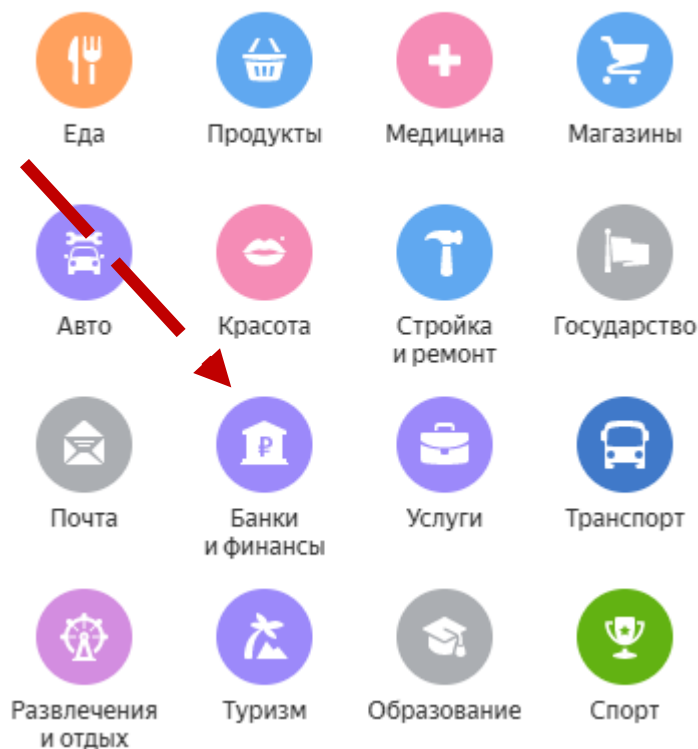 Еда
Продукты
Медицина
Магазины
Авто
Красота
Стройка
и ремонт
Государство
Почта
₽
Банки
и финансы
Услуги
Транспорт
Развлечения
и отдых
Туризм
Образование
Спорт